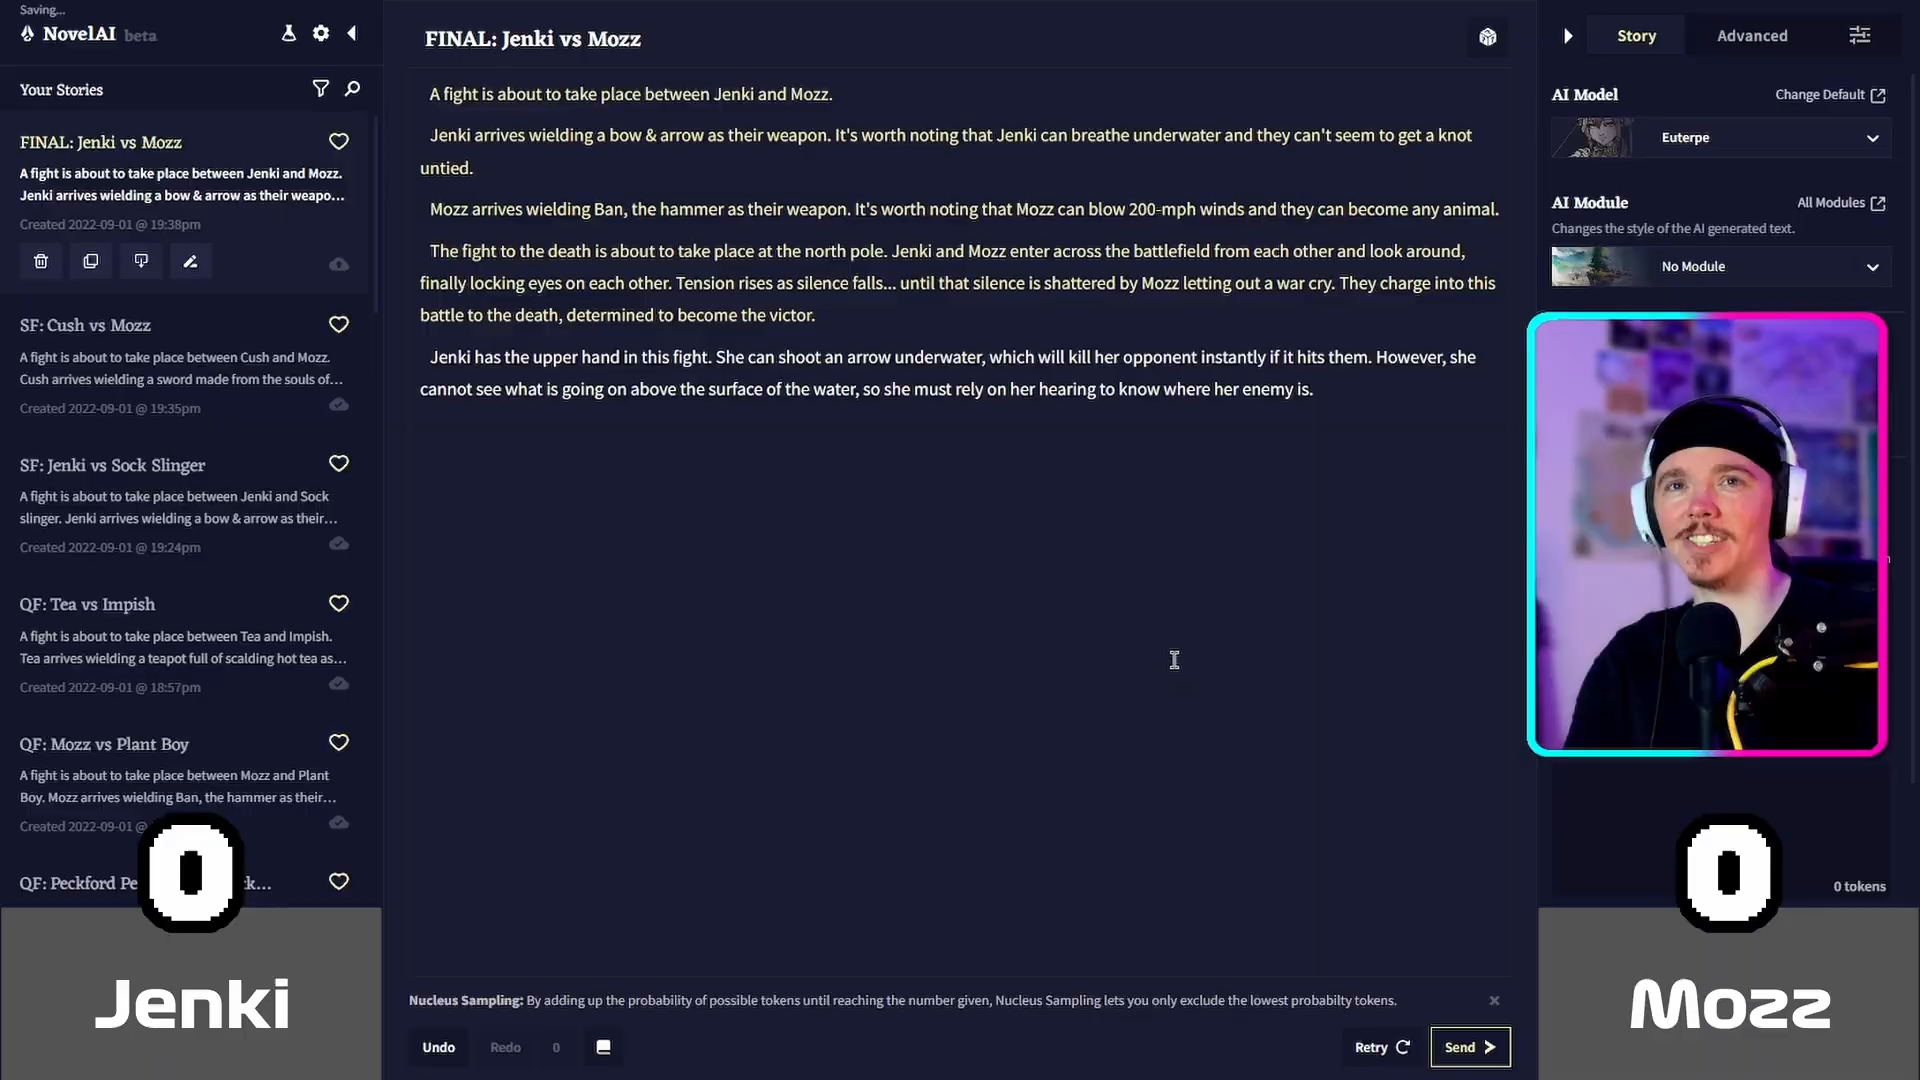 Saving...
NovelAI beta
Your Stories
FINAL: Jenki vs Mozz
A fight is about to take place between Jenki and Mozz.
Jenki arrives wielding a bow & arrow as their weapo...
Created 2022-09-01 @ 19:38pm
SF: Cush vs Mozz
A fight is about to take place between Cush and Mozz.
Cush arrives wielding a sword made from the souls of...
Created 2022-09-01 @ 19:35pm
SF: Jenki vs Sock Slinger
A fight is about to take place between Jenki and Sock
slinger. Jenki arrives wielding a bow & arrow as their...
Created 2022-09-01 @ 19:24pm
QF: Tea vs Impish
A fight is about to take place between Tea and Impish.
Tea arrives wielding a teapot full of scalding hot tea as...
Created 2022-09-01 @ 18:57pm
QF: Mozz vs Plant Boy
A fight is about to take place between Mozz and Plant
Boy. Mozz arrives wielding Ban, the hammer as their...
Created 2022-09-01 @
QF: Peckford
0
Jenki
FINAL: Jenki vs Mozz
A fight is about to take place between Jenki and Mozz.
Jenki arrives wielding a bow & arrow as their weapon. It's worth noting that Jenki can breathe underwater and they can't seem to get a knot
untied.
Mozz arrives wielding Ban, the hammer as their weapon. It's worth noting that Mozz can blow 200-mph winds and they can become any animal.
The fight to the death is about to take place at the north pole. Jenki and Mozz enter across the battlefield from each other and look around,
finally locking eyes on each other. Tension rises as silence falls... until that silence is shattered by Mozz letting out a war cry. They charge into this
battle to the death, determined to become the victor.
Jenki has the upper hand in this fight. She can shoot an arrow underwater, which will kill her opponent instantly if it hits them. However, she
cannot see what is going on above the surface of the water, so she must rely on her hearing to know where her enemy is.
Nucleus Sampling: By adding up the probability of possible tokens until reaching the number given, Nucleus Sampling lets you only exclude the lowest probabilty tokens.
Undo Redo 0
Retry Send
Story Advanced
AI Model Change Default
Euterpe
AI Module All Modules
Changes the style of the AI generated text.
No Module
0 tokens
0
Mozz